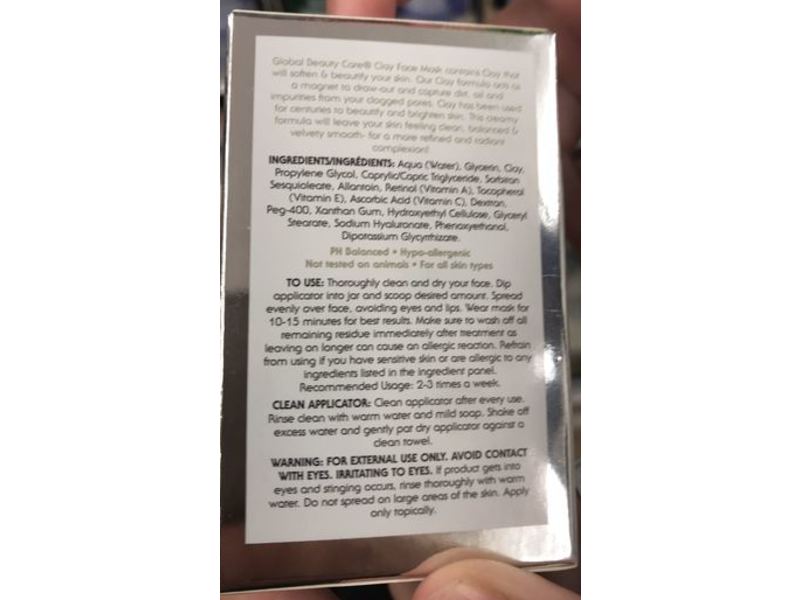 Global Beauty Care® Clay Face Mask contains Clay that
will soften & beautify your skin. Our Clay formula acts as
a magnet to draw-out and capture dirt, oil and
impurities from your clogged pores. Clay has been used
for centuries to beautify and brighten skin. This creamy
formula will leave your skin feeling clean, balanced &
velvety smooth- for a more refined and radiant
complexion!
INGREDIENTS/INGRÉDIENTS: Aqua (Water), Glycerin, Clay,
Propylene Glycol, Caprylic/Capric Triglyceride, Sorbitan
Sesquioleate, Allantoin, Retinol (Vitamin A), Tocopherol
(Vitamin E), Ascorbic Acid (Vitamin C), Dextran,
Peg-400, Xanthan Gum, Hydroxyethyl Cellulose, Glyceryl
Stearate, Sodium Hyaluronate, Phenoxyethanol,
Dipotassium Glycyrrhizate.
PH Balanced • Hypo-allergenic
Not tested on animals • For all skin types
TO USE: Thoroughly clean and dry your face. Dip
applicator into jar and scoop desired amount. Spread
evenly over face, avoiding eyes and lips. Wear mask for
10-15 minutes for best results. Make sure to wash off all
remaining residue immediately after treatment as
leaving on longer can cause an allergic reaction. Refrain
from using if you have sensitive skin or are allergic to any
ingredients listed in the ingredient panel.
Recommended Usage: 2-3 times a week.
CLEAN APPLICATOR: Clean applicator after every use.
Rinse clean with warm water and mild soap. Shake off
excess water and gently pat dry applicator against a
clean towel.
WARNING: FOR EXTERNAL USE ONLY. AVOID CONTACT
WITH EYES. IRRITATING TO EYES. If product gets into
eyes and stinging occurs, rinse thoroughly with warm
water. Do not spread on large areas of the skin. Apply
only topically.